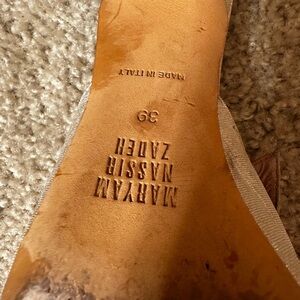 MARYAM
NASSIR
ZADEH
39
MADE IN ITALY